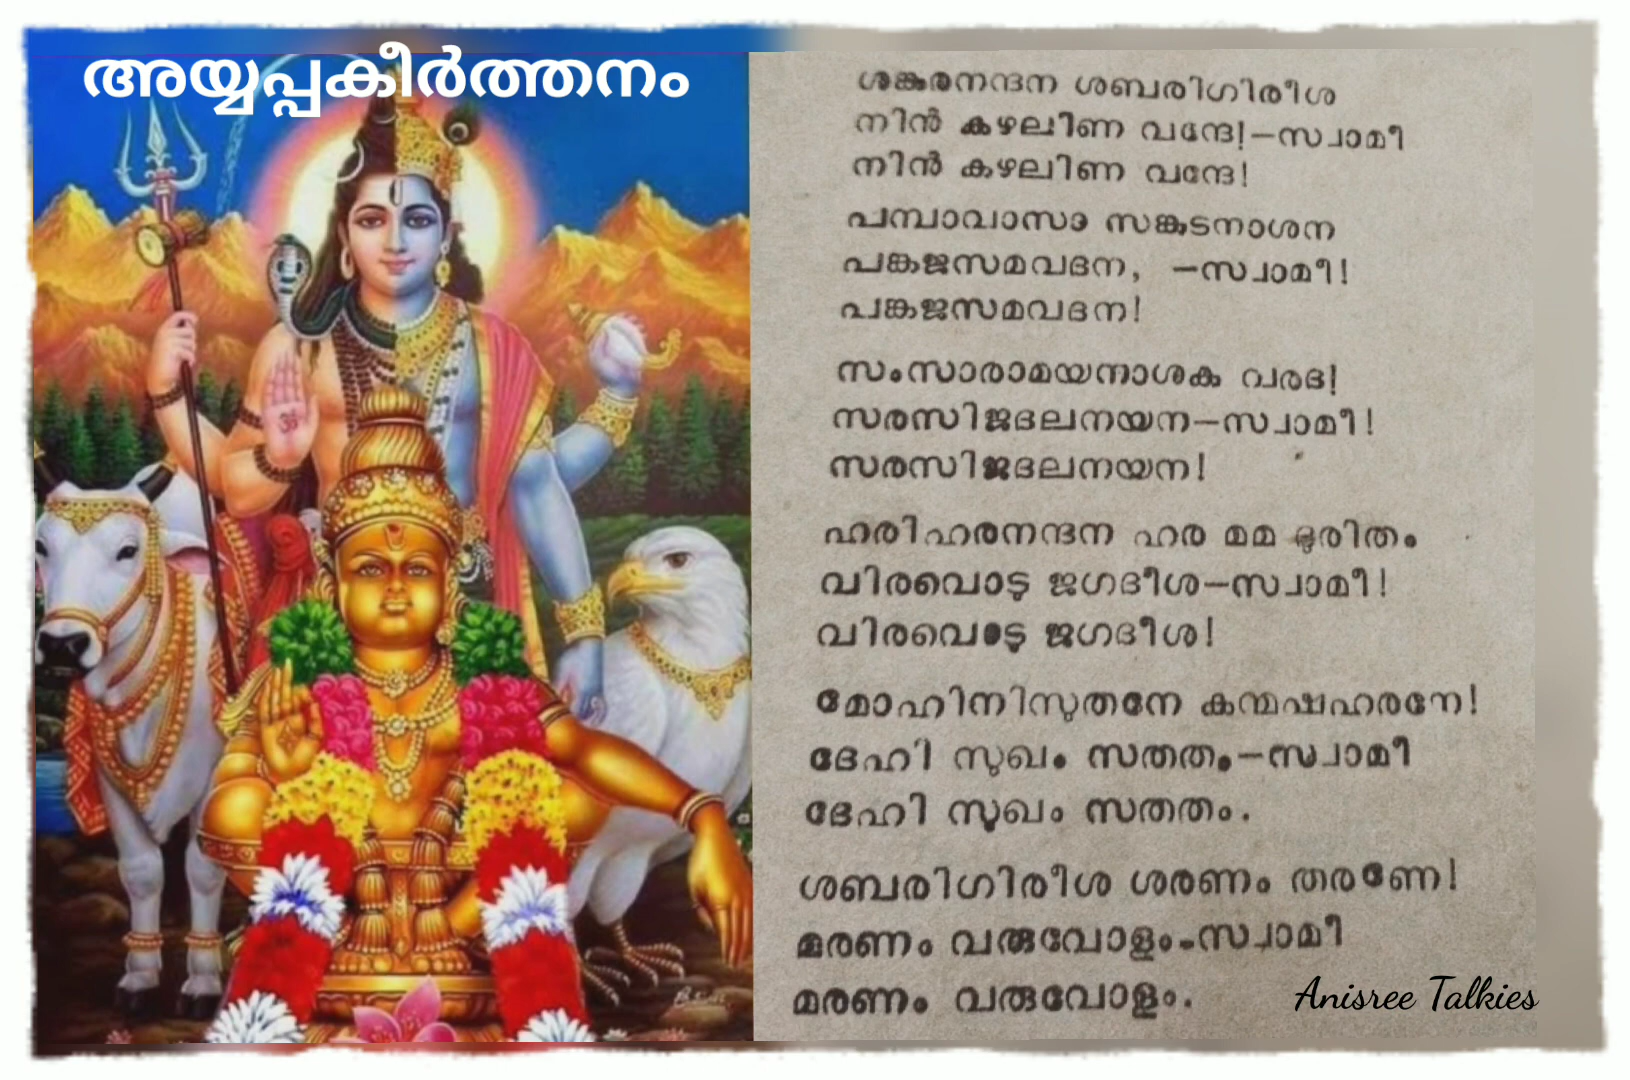 അയ്യപ്പകീർത്തനം
ശങ്കരനന്ദന ശബരിഗിരീശ
നിൻ കഴലിണ വന്ദേ!—സ്വാമീ
നിൻ കഴലിണ വന്ദേ!
പമ്പാവാസാ സങ്കടനാശന
പങ്കജസമവദന, —സ്വാമീ!
പങ്കജസമവദന!
സംസാരാമയനാശക വരദ!
സരസിജദലനയന—സ്വാമീ!
സരസിജദലനയന!
ഹരിഹരനന്ദന ഹര മമ ദുരിതം
വിരവൊടു ജഗദീശ—സ്വാമീ!
വിരവൊടു ജഗദീശ!
മോഹിനിസുതനേ കന്മഷഹരനേ!
ദേഹി സുഖം സതതം—സ്വാമീ
ദേഹി സുഖം സതതം.
ശബരിഗിരീശ ശരണം തരണേ!
മരണം വരുവോളം-സ്വാമീ
മരണം വരുവോളം.
Anisree Talkies